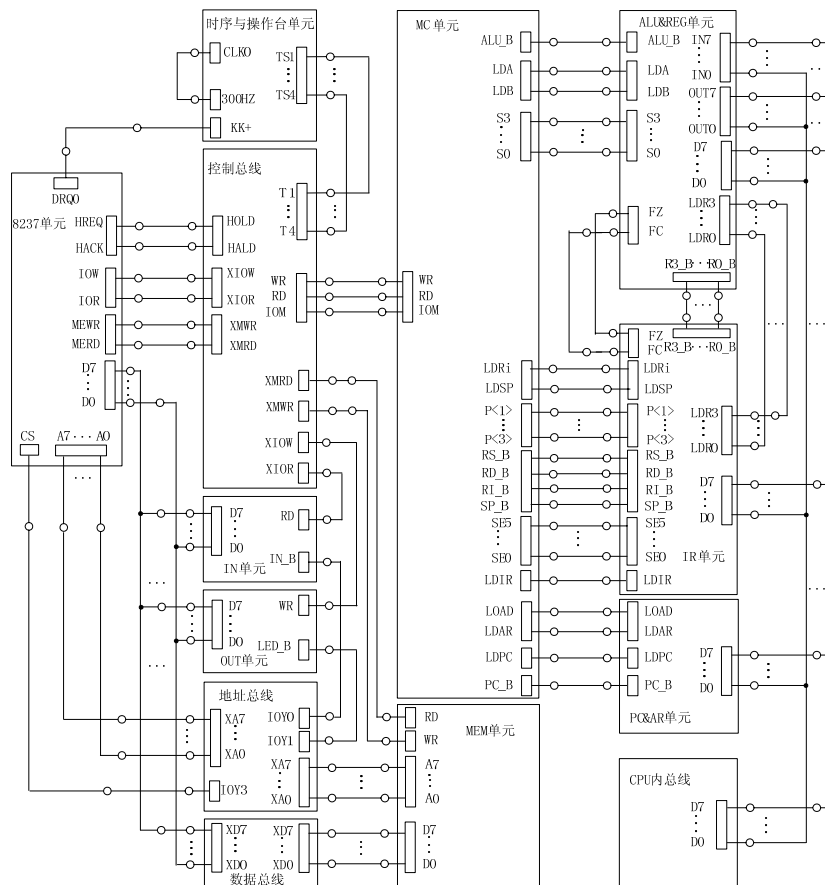 时序与操作台单元
CLKO
TS1
300HZ
TS4
KK+
控制总线
T1
T4
HOLD
HALD
XIOW
XIOR
XMWR
XMRD
WR
RD
IOM
XMRD
XMWR
XIOW
XIOR
DRQ0
8237单元
HREQ
HACK
IOW
IOR
MEWR
MERD
D7
D0
CS
A7···A0
···
D7
D0
RD
IN_B
IN单元
···
D7
D0
WR
LED_B
OUT单元
···
地址总线
XA7
XA0
IOY0
IOY1
XA7
XA0
IOY3
XD7
XD0
XD7
XD0
数据总线
MC单元
ALU_B
LDA
LDB
S3
S0
WR
RD
IOM
LDRi
LDSP
P<1>
P<3>
RS_B
RD_B
RI_B
SP_B
SE5
SE0
LDIR
LOAD
LDAR
LDPC
PC_B
RD
WR
MEM单元
A7
A0
D7
D0
ALU&REG单元
ALU_B
IN7
IN0
LDA
LDB
OUT7
OUT0
S3
S0
D7
D0
LDR3
LDR0
FZ
FC
R3_B···R0_B
···
FZ
FC
R3_B···R0_B
LDRi
LDSP
P<1>
P<3>
LDR3
LDR0
RS_B
RD_B
RI_B
SP_B
D7
D0
SE5
SE0
IR单元
LDIR
LOAD
LDAR
LDPC
PC_B
D7
D0
PC&AR单元
CPU内总线
D7
D0